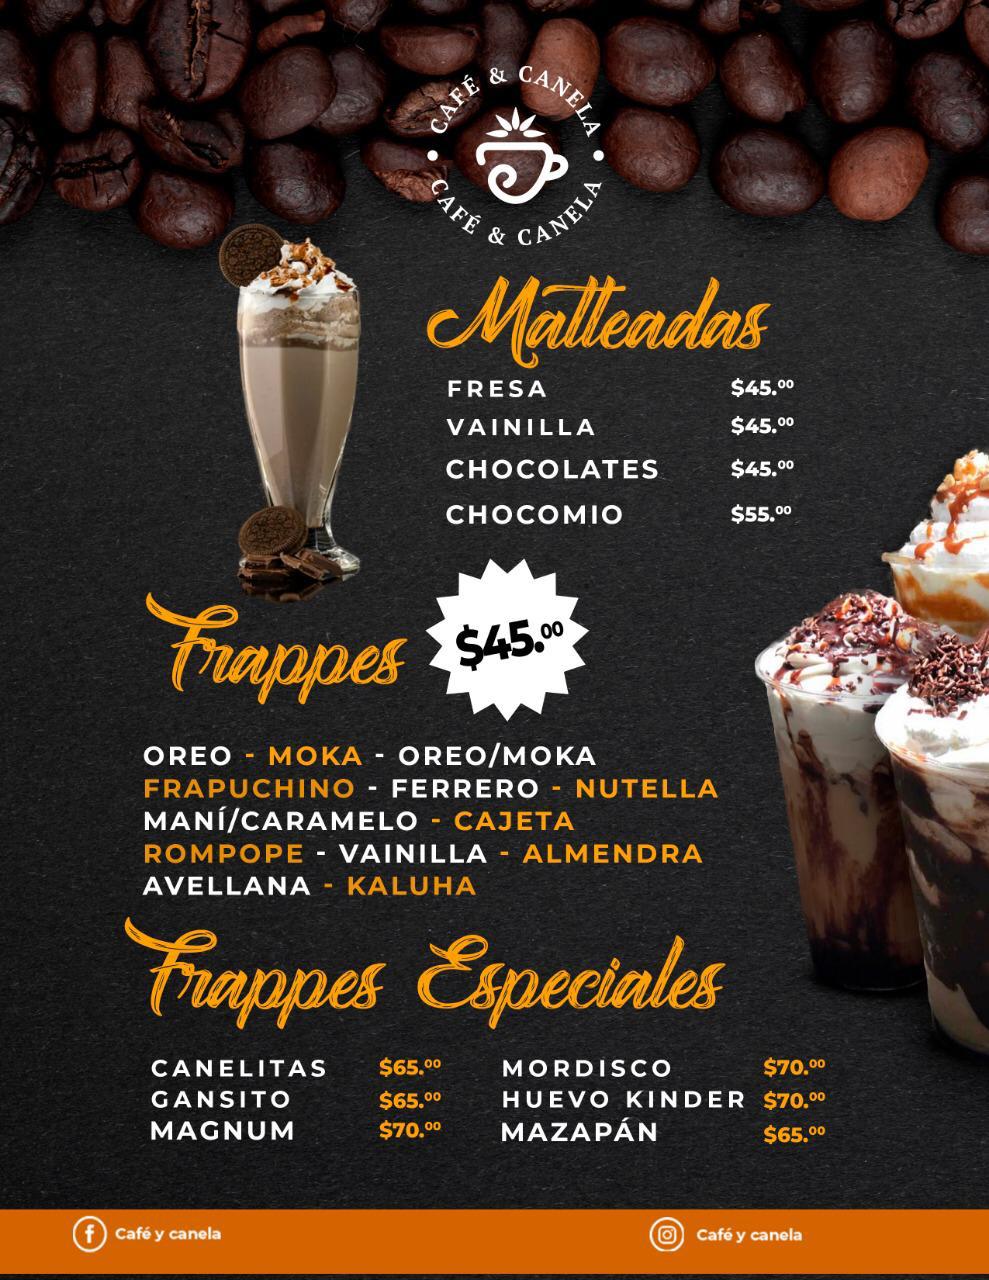 CAFÉ & CANELA
CAFÉ & CANELA
Malteadas
FRESA $45.00
VAINILLA $45.00
CHOCOLATES $45.00
CHOCOMIO $55.00
Frappes $45.00
OREO - MOKA - OREO/MOKA
FRAPUCHINO - FERRERO - NUTELLA
MANÍ/CARAMELO - CAJETA
ROMPOPE - VAINILLA - ALMENDRA
AVELLANA - KALUHA
Frappes Especiales
CANELITAS $65.00 MORDISCO $70.00
GANSITO $65.00 HUEVO KINDER $70.00
MAGNUM $70.00 MAZAPÁN $65.00
Café y canela Café y canela